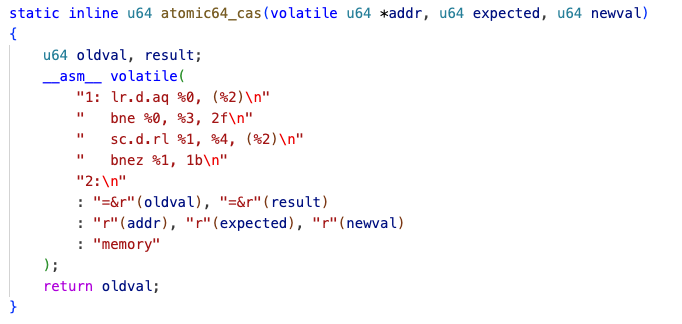 static inline u64 atomic64_cas(volatile u64 *addr, u64 expected, u64 newval)
{
    u64 oldval, result;
    __asm__ volatile(
        "1: lr.d.aq %0, (%2)\n"
        "   bne %0, %3, 2f\n"
        "   sc.d.rl %1, %4, (%2)\n"
        "   bnez %1, 1b\n"
        "2:\n"
        : "=&r"(oldval), "=&r"(result)
        : "r"(addr), "r"(expected), "r"(newval)
        : "memory"
    );
    return oldval;
}